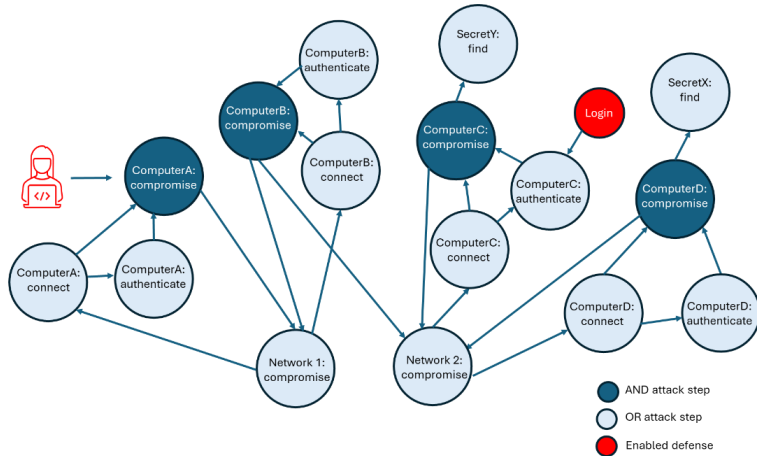 SecretY:
find
ComputerB:
authenticate
SecretX:
find
ComputerB:
compromise
Login
ComputerC:
compromise
ComputerA:
compromise
</>
ComputerB:
connect
ComputerC:
authenticate
ComputerD:
compromise
ComputerC:
connect
ComputerA:
connect
ComputerA:
authenticate
ComputerD:
connect
ComputerD:
authenticate
Network 1:
compromise
Network 2:
compromise
AND attack step
OR attack step
Enabled defense